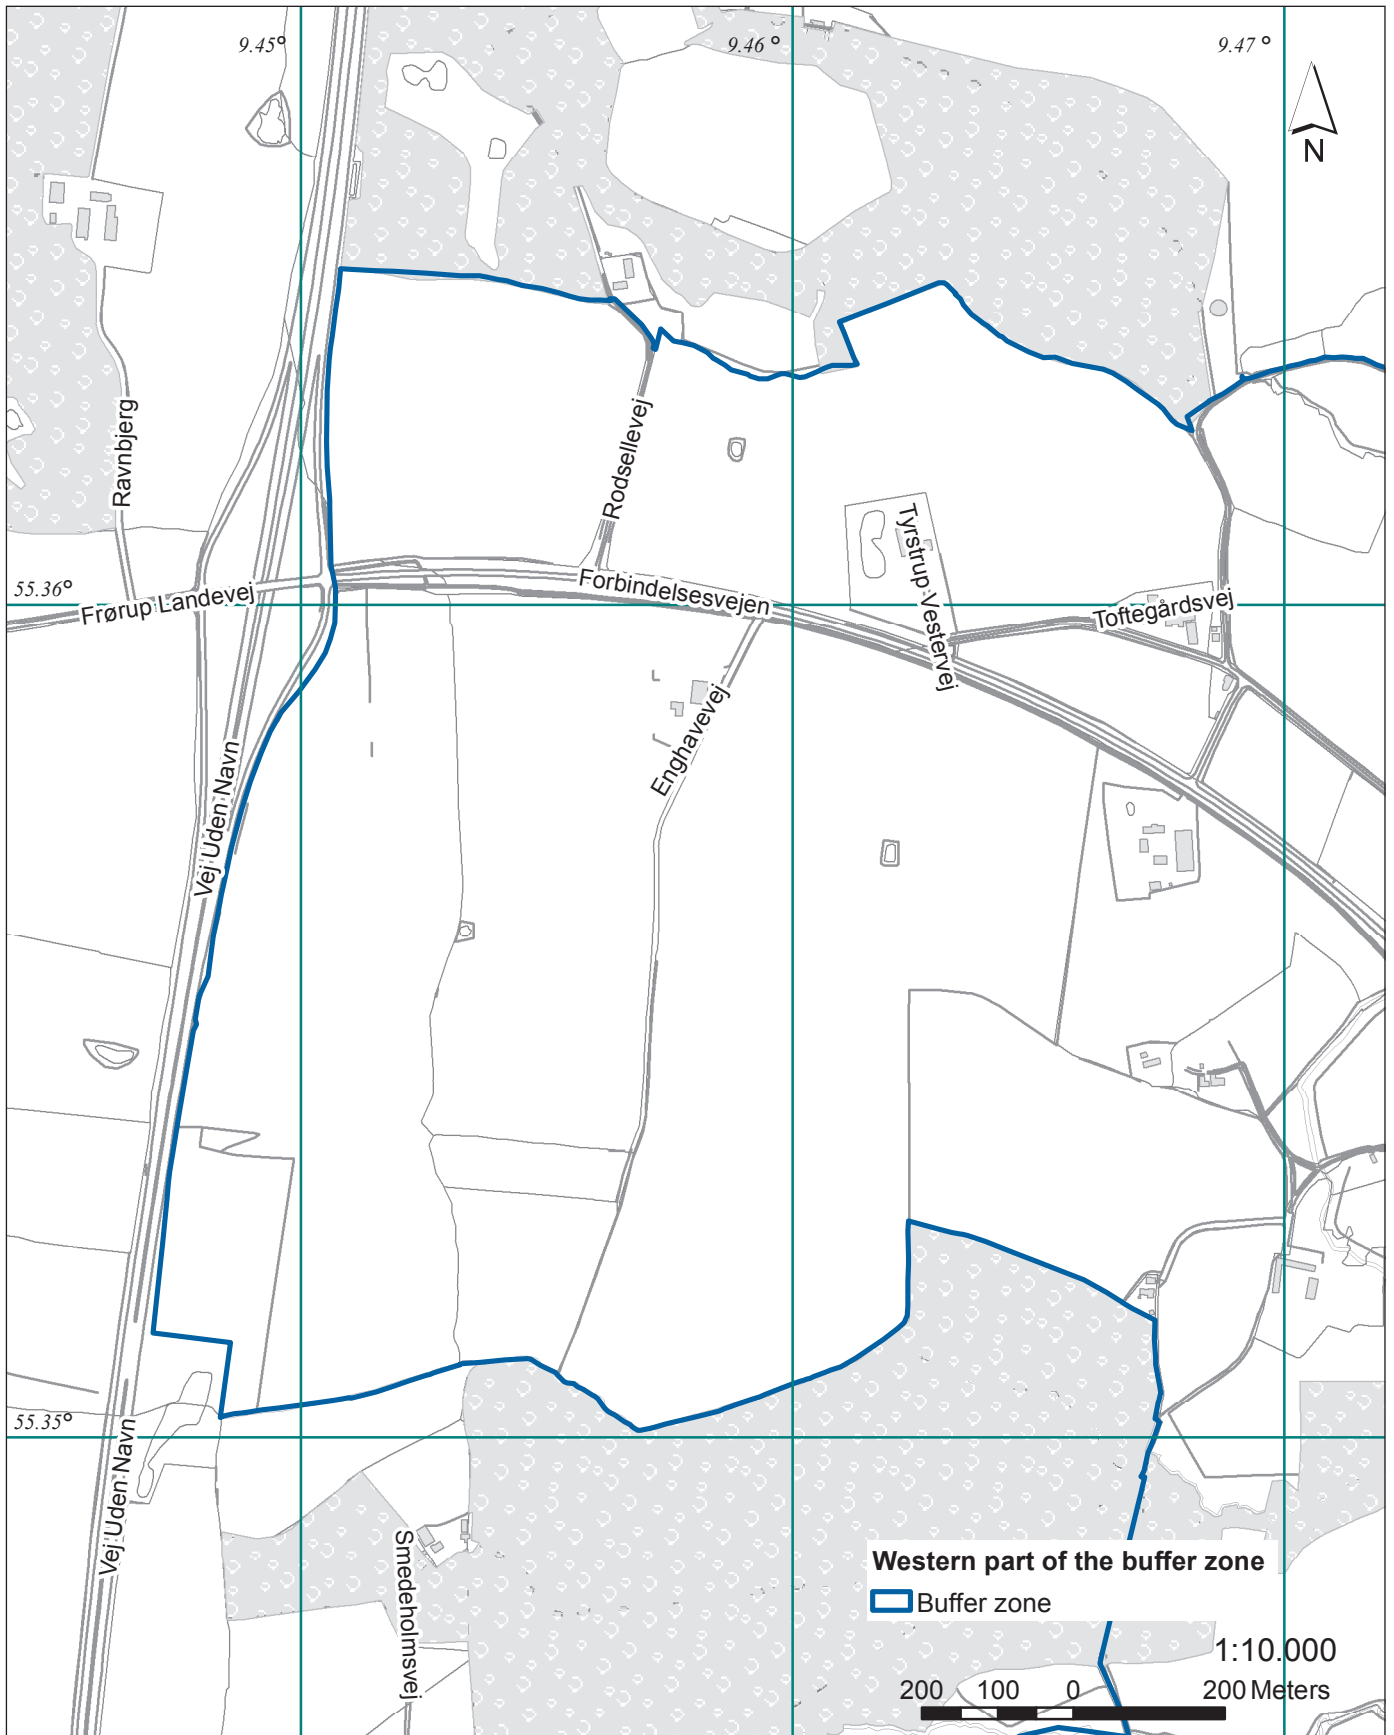 9.45°
9.46°
9.47°
N
Ravnbjerg
Rodsellevej
Tyrstrup Vestervej
55.36°
Frørup Landevej
Forbindelsesvejen
Toftegårdsvej
Enghavevej
Vej Uden Navn
55.35°
Vej Uden Navn
Smedeholmsvej
Western part of the buffer zone
Buffer zone
1:10.000
200 100 0 200 Meters